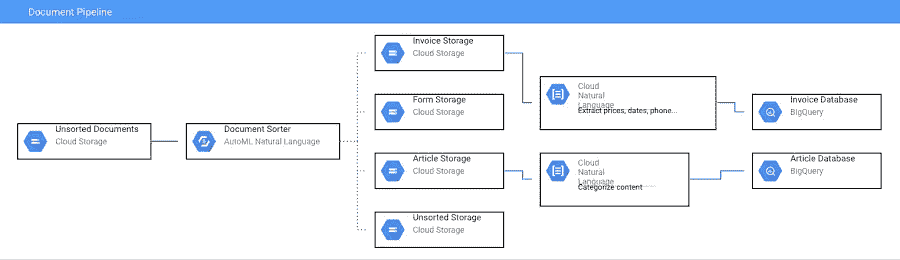 Document Pipeline
Unsorted Documents
Cloud Storage
Document Sorter
AutoML Natural Language
Invoice Storage
Cloud Storage
Form Storage
Cloud Storage
Article Storage
Cloud Storage
Unsorted Storage
Cloud Storage
Cloud
Natural
Language
Extract prices, dates, phone...
Cloud
Natural
Language
Categorize content
Invoice Database
BigQuery
Article Database
BigQuery